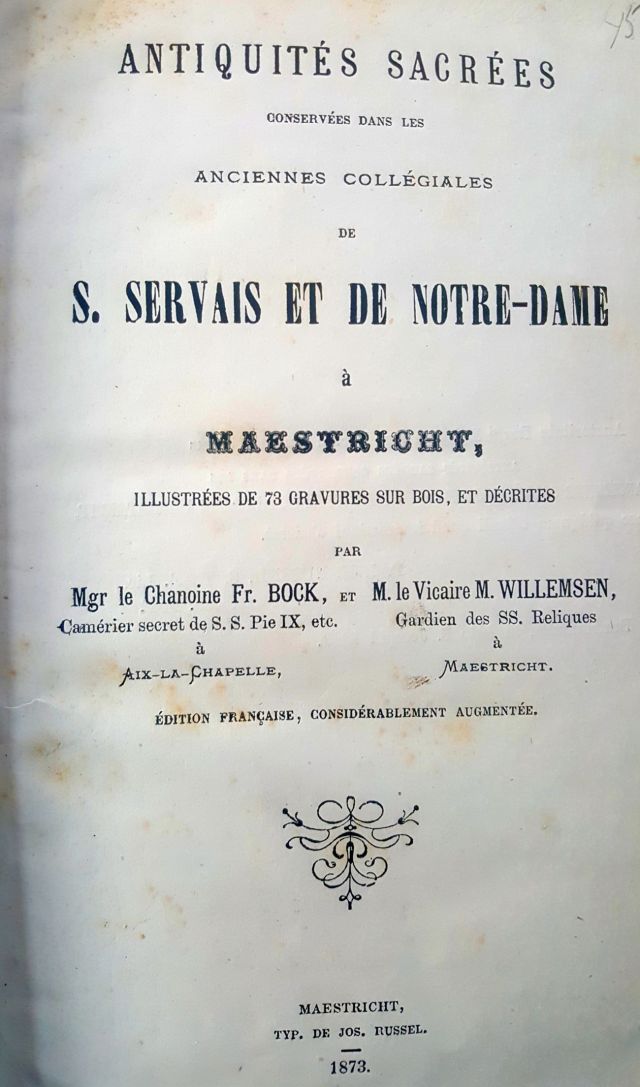 45
ANTIQUITÉS SACRÉES
CONSERVÉES DANS LES
ANCIENNES COLLÉGIALES
DE
S. SERVAIS ET DE NOTRE-DAME
à
MAESTRICHT,
ILLUSTRÉES DE 73 GRAVURES SUR BOIS, ET DÉCRITES
PAR
Mgr le Chanoine Fr. BOCK, ET M. le Vicaire M. WILLEMSEN,
Camérier secret de S. S. Pie IX, etc. Gardien des SS. Reliques
à à
AIX-LA-CHAPELLE, MAESTRICHT.
ÉDITION FRANÇAISE, CONSIDÉRABLEMENT AUGMENTÉE.
MAESTRICHT,
TYP. DE JOS. RUSSEL.
1873.